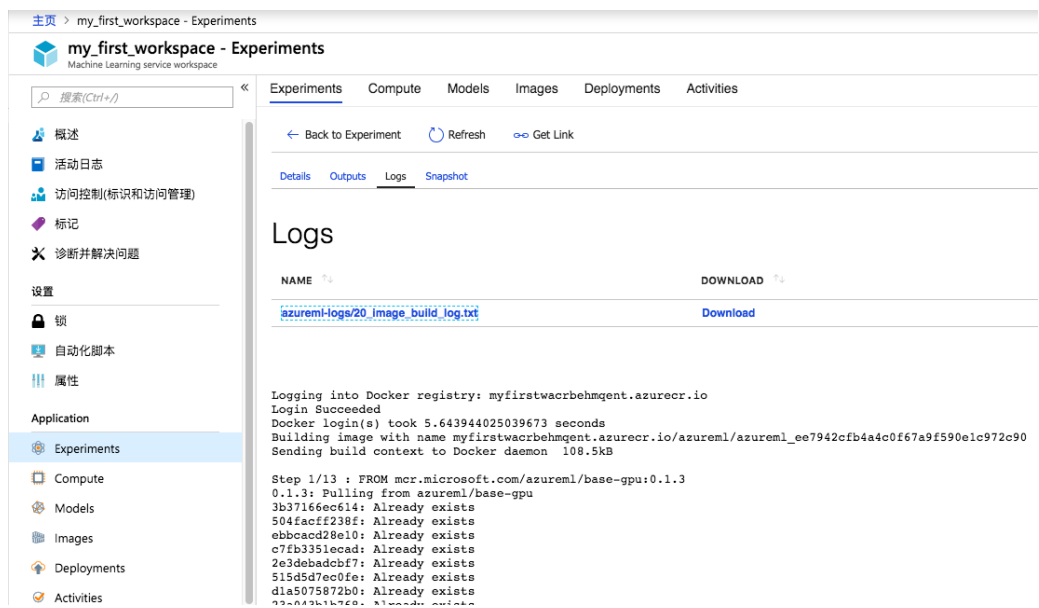 主页 > my_first_workspace - Experiments
my_first_workspace - Experiments
Machine Learning service workspace
搜索(Ctrl+/)
«
概述
活动日志
访问控制(标识和访问管理)
标记
诊断并解决问题
设置
锁
自动化脚本
属性
Application
Experiments
Compute
Models
Images
Deployments
Activities
Experiments Compute Models Images Deployments Activities
← Back to Experiment Refresh Get Link
Details Outputs Logs Snapshot
Logs
NAME ↑↓ DOWNLOAD ↑↓
azureml-logs/20_image_build_log.txt Download
Logging into Docker registry: myfirstwacrbehmqent.azurecr.io
Login Succeeded
Docker login(s) took 5.643944025039673 seconds
Building image with name myfirstwacrbehmqent.azurecr.io/azureml/azureml_ee7942cfb4a4c0f67a9f590e1c972c90
Sending build context to Docker daemon  108.5kB
Step 1/13 : FROM mcr.microsoft.com/azureml/base-gpu:0.1.3
0.1.3: Pulling from azureml/base-gpu
3b37166ec614: Already exists
504facff238f: Already exists
ebbcacd28e10: Already exists
c7fb3351ecad: Already exists
2e3debadcbf7: Already exists
515d5d7ec0fe: Already exists
d1a5075872b0: Already exists
23a043b1b768: Already exists